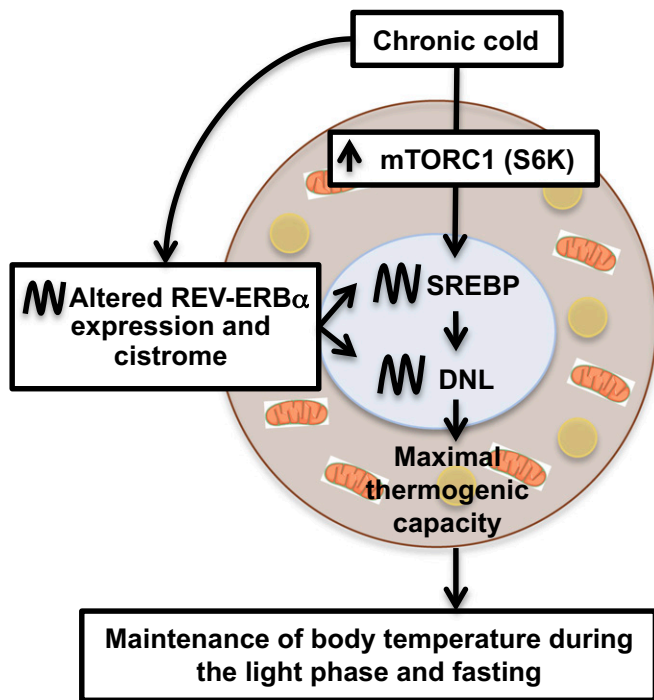 Chronic cold
mTORC1 (S6K)
Altered REV-ERBα
expression and
cistrome
SREBP
DNL
Maximal
thermogenic
capacity
Maintenance of body temperature during
the light phase and fasting